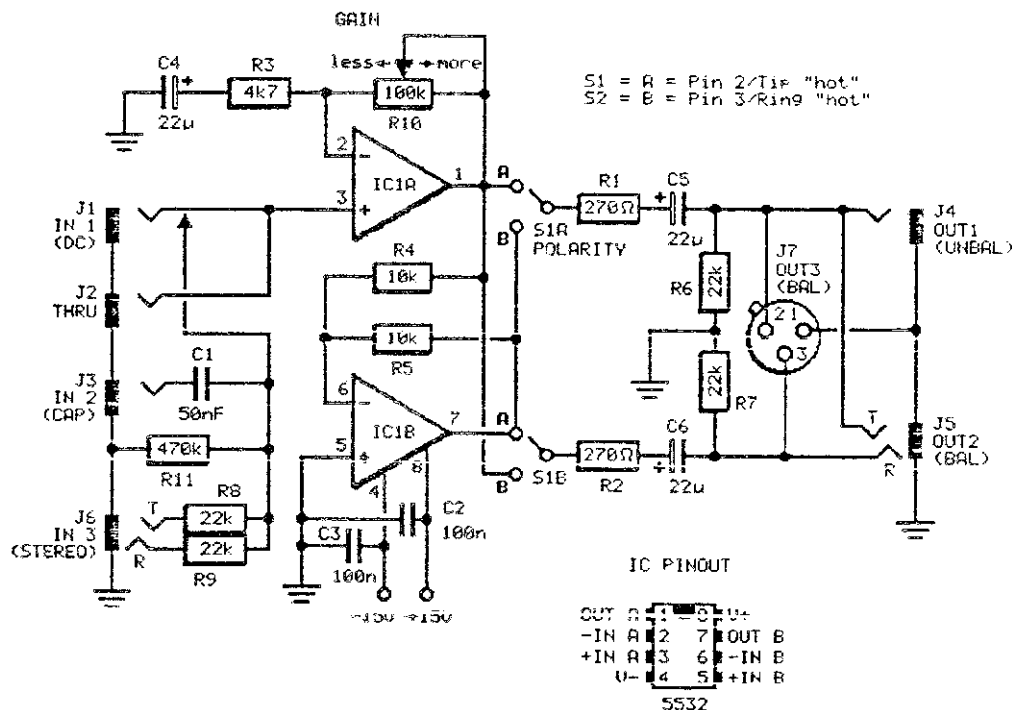 GAIN
less more
C4
+
22µ
R3
4k7
100k
R10
S1 = A = Pin 2/Tip "hot"
S2 = B = Pin 3/Ring "hot"
2
-
IC1A
1
3
+
J1
IN 1
(DC)
J2
THRU
J3
IN 2
(CAP)
C1
50nF
470k
R11
J6
IN 3
(STEREO)
T
R
R8
22k
22k
R9
R4
10k
10k
R5
6
-
IC1B
7
5
+
4
8
C2
100n
C3
100n
-15v +15v
A
B
S1A
POLARITY
A
B
S1B
R1
270Ω
+
C5
22µ
270Ω
R2
C6
+
22µ
R6
22k
22k
R7
J7
OUT3
(BAL)
2 1
3
J4
OUT1
(UNBAL)
T
R
J5
OUT2
(BAL)
IC PINOUT
OUT A 1 8 V+
-IN A 2 7 OUT B
+IN A 3 6 -IN B
V- 4 5 +IN B
5532